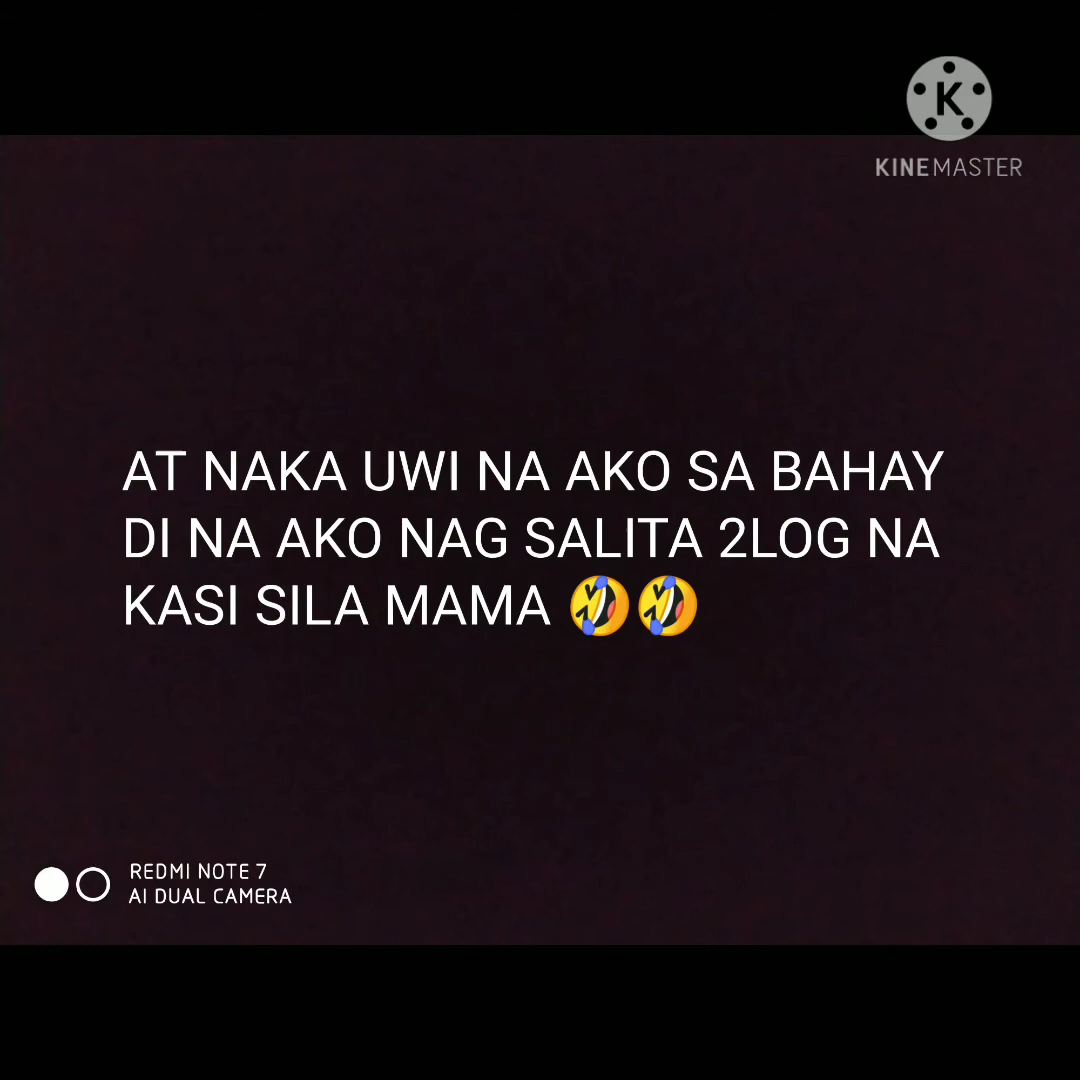 K
KINEMASTER
AT NAKA UWI NA AKO SA BAHAY
DI NA AKO NAG SALITA 2LOG NA
KASI SILA MAMA 🤣🤣
REDMI NOTE 7
AI DUAL CAMERA